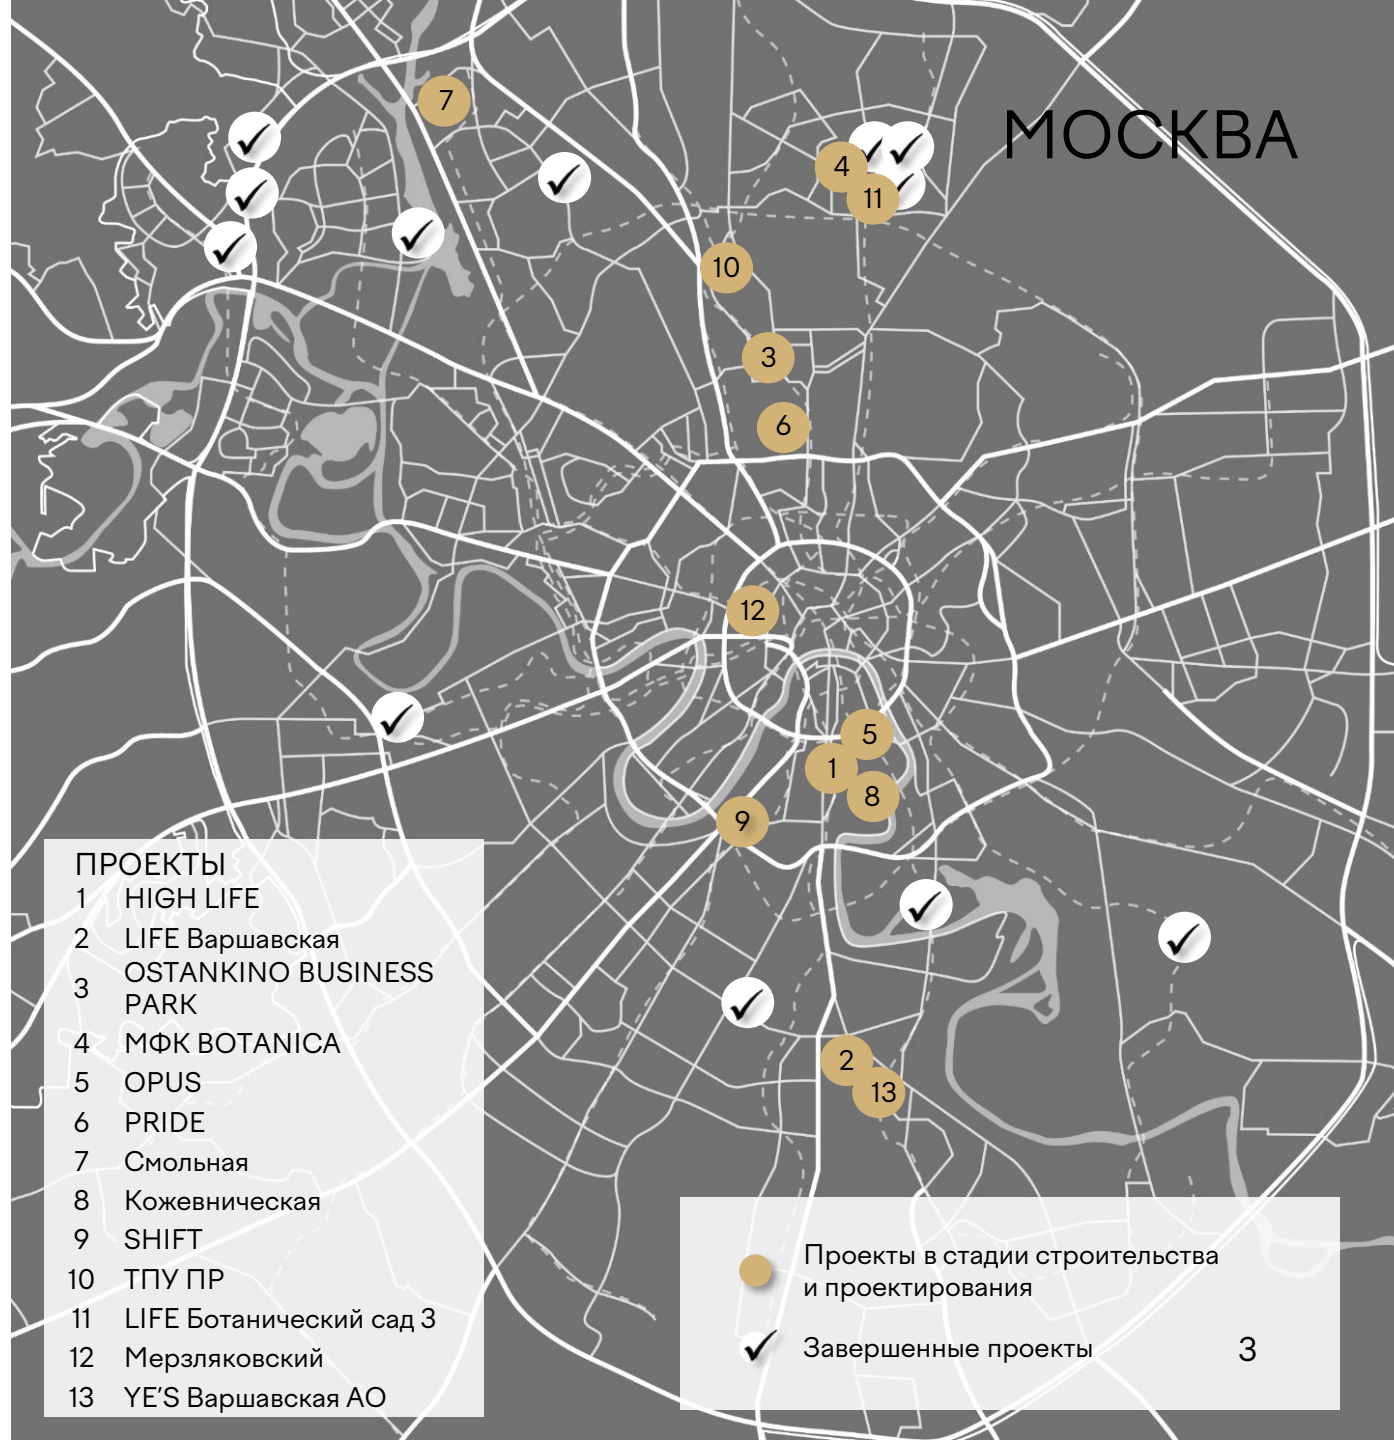 МОСКВА
7
4
11
10
3
6
12
5
1
8
9
2
13
ПРОЕКТЫ
1 HIGH LIFE
2 LIFE Варшавская
3 OSTANKINO BUSINESS
PARK
4 МФК BOTANICA
5 OPUS
6 PRIDE
7 Смольная
8 Кожевническая
9 SHIFT
10 ТПУ ПР
11 LIFE Ботанический сад 3
12 Мерзляковский
13 YE'S Варшавская АО
Проекты в стадии строительства
и проектирования
Завершенные проекты 3